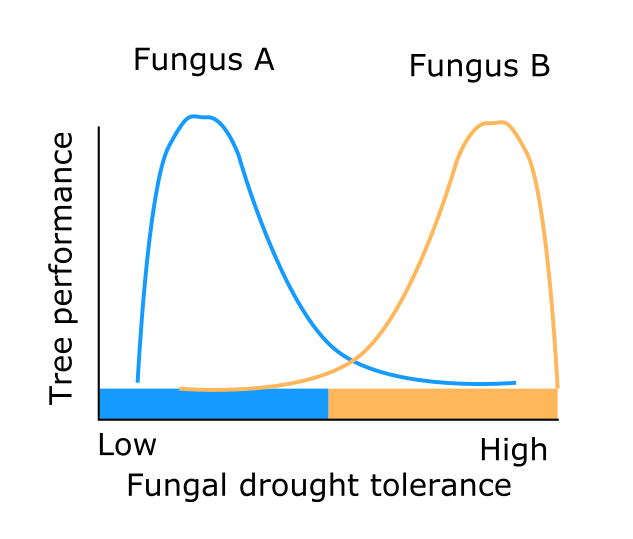 Fungus A
Fungus B
Tree performance
Low
High
Fungal drought tolerance